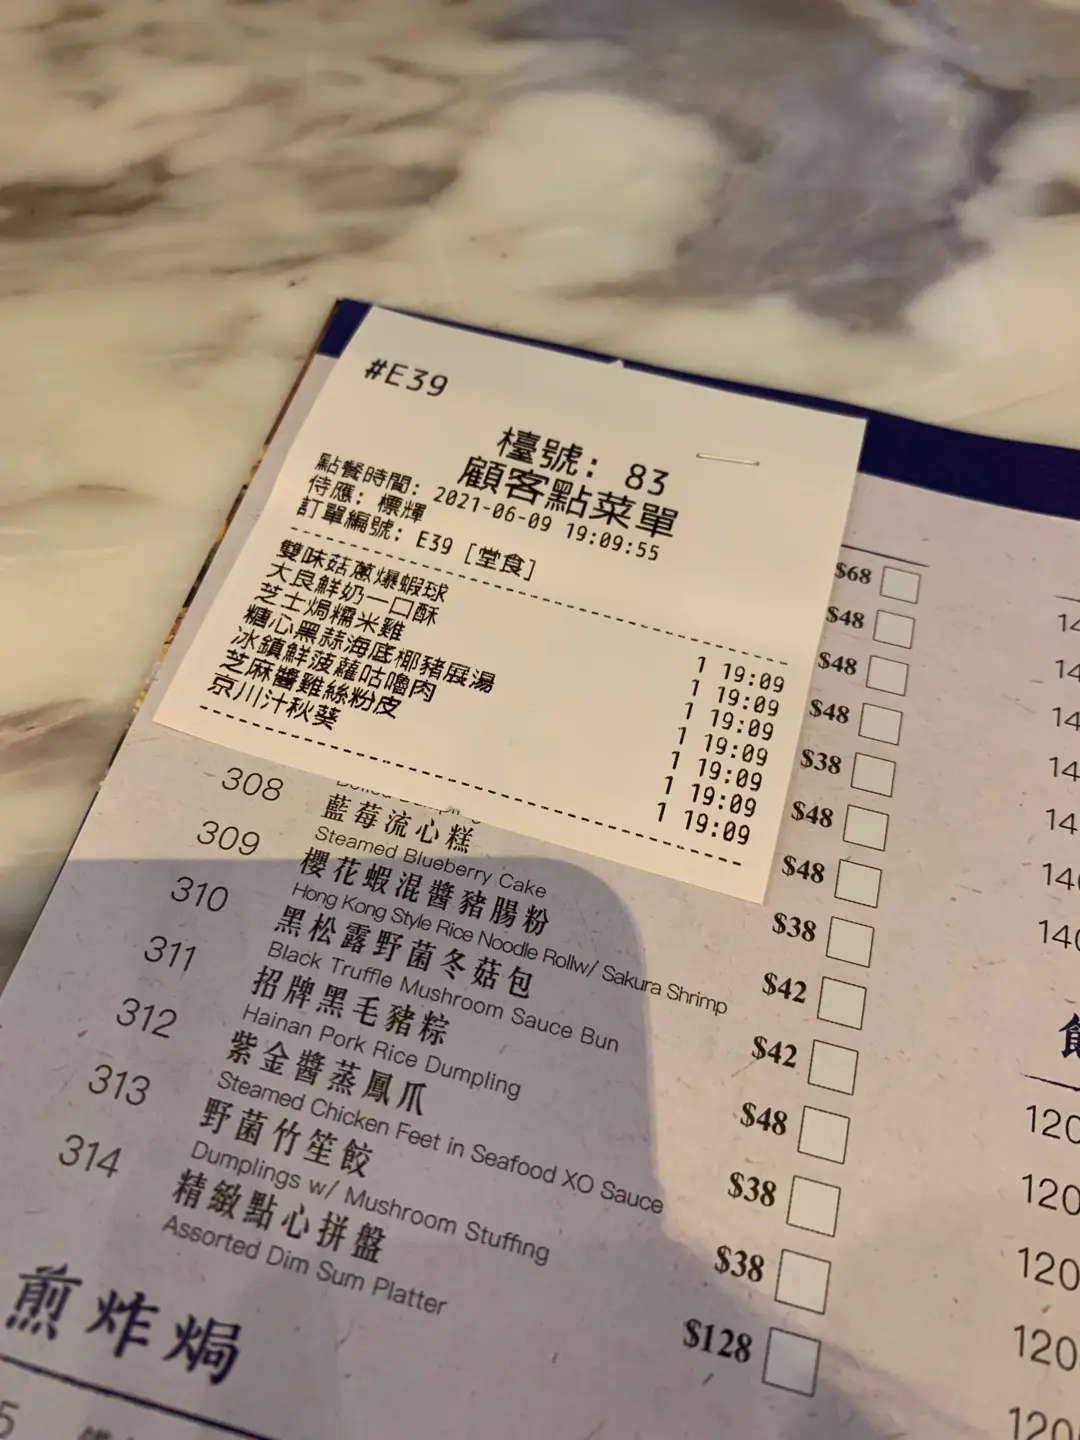 #E39
檯號: 83
顧客點菜單
點餐時間: 2021-06-09 19:09:55
侍應: 標輝
訂單編號: E39 [堂食]
雙味菇蔥爆蝦球 1 19:09
大良鮮奶一口酥 1 19:09
芝士焗糯米雞 1 19:09
糖心黑蒜海底椰豬展湯 1 19:09
冰鎮鮮菠蘿咕嚕肉 1 19:09
芝麻醬雞絲粉皮 1 19:09
京川汁秋葵 1 19:09
$68
$48
$48
$48
$38
$48
$48
308 藍莓流心糕 $38
Steamed Blueberry Cake
309 櫻花蝦混醬豬腸粉 $42
Hong Kong Style Rice Noodle Rollw/ Sakura Shrimp
310 黑松露野菌冬菇包 $42
Black Truffle Mushroom Sauce Bun
311 招牌黑毛豬粽 $48
Hainan Pork Rice Dumpling
312 紫金醬蒸鳳爪 $38
Steamed Chicken Feet in Seafood XO Sauce
313 野菌竹笙餃 $38
Dumplings w/ Mushroom Stuffing
314 精緻點心拼盤 $128
Assorted Dim Sum Platter
煎炸焗